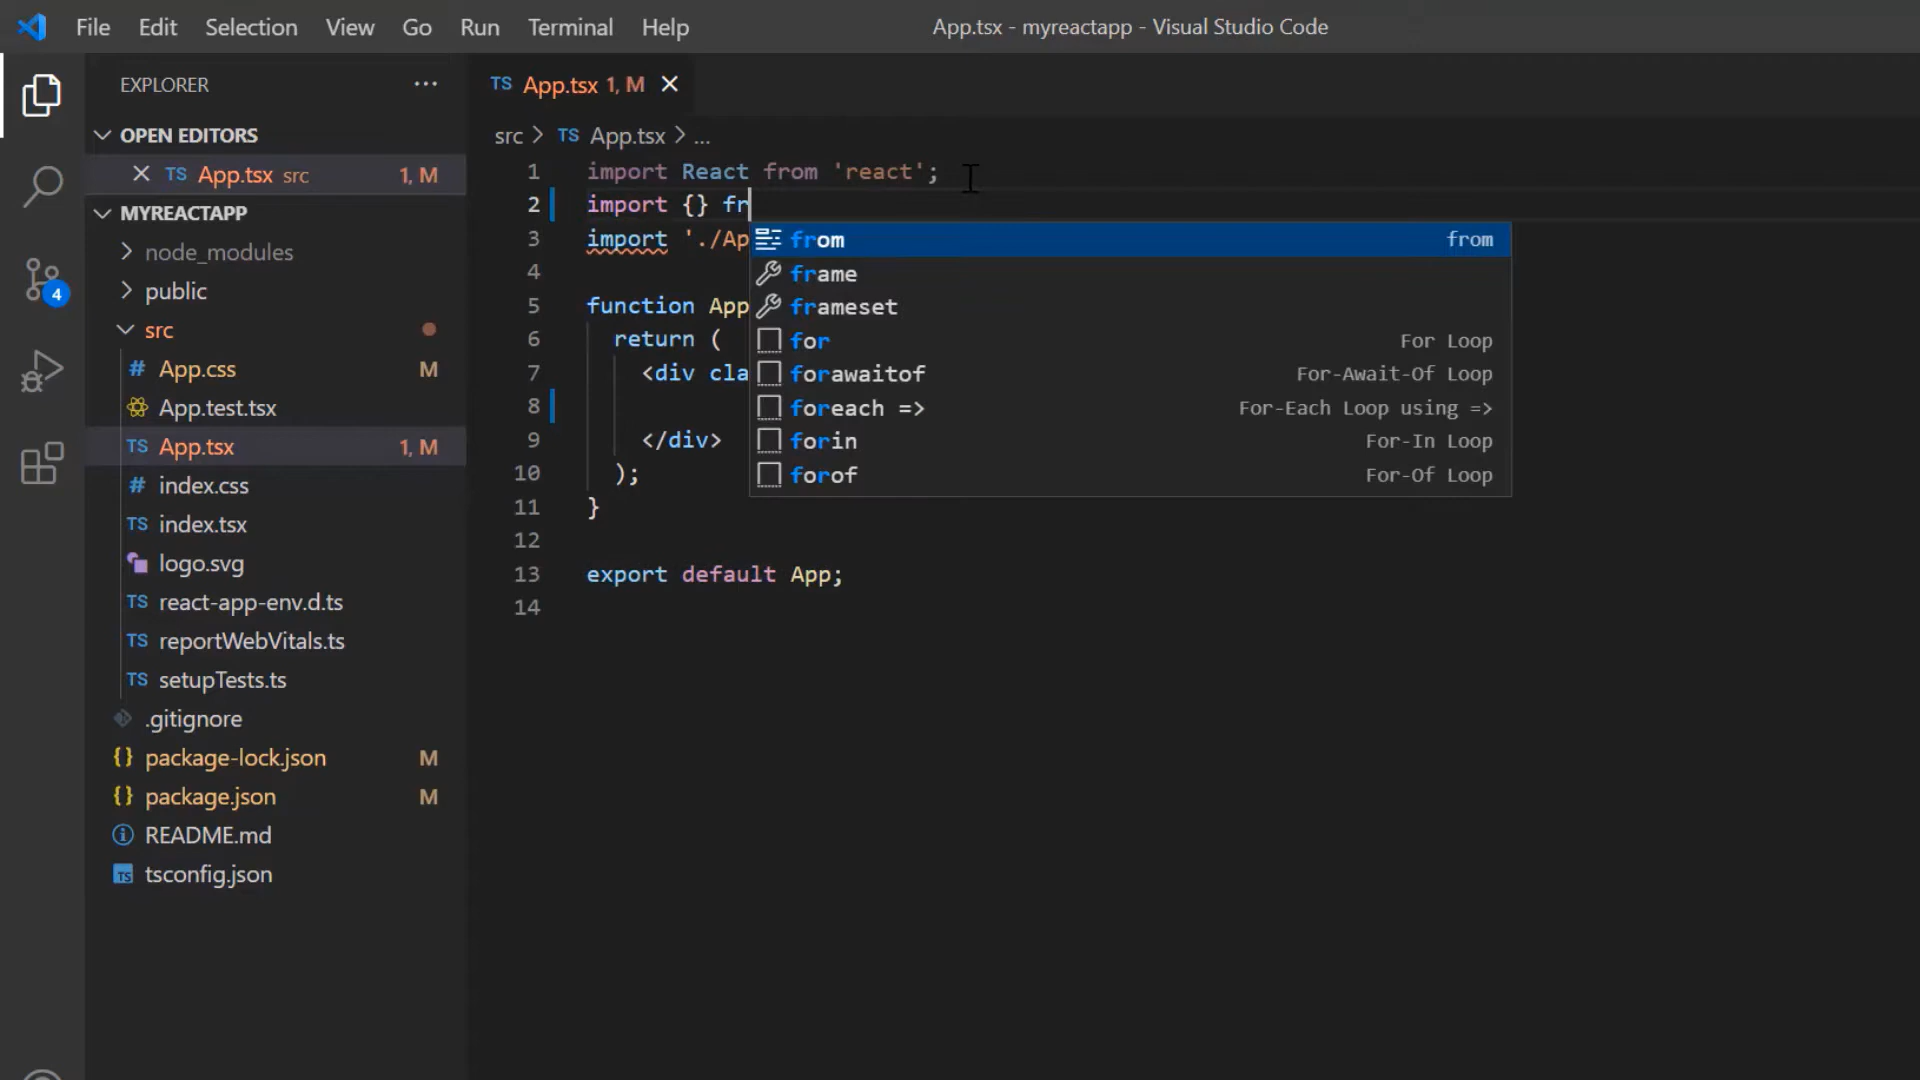 File Edit Selection View Go Run Terminal Help
App.tsx - myreactapp - Visual Studio Code
EXPLORER
OPEN EDITORS
TS App.tsx src 1, M
MYREACTAPP
node_modules
public
src
# App.css M
App.test.tsx
TS App.tsx 1, M
# index.css
TS index.tsx
logo.svg
TS react-app-env.d.ts
TS reportWebVitals.ts
TS setupTests.ts
.gitignore
{} package-lock.json M
{} package.json M
README.md
TS tsconfig.json
4
TS App.tsx 1, M
src > TS App.tsx > ...
1 import React from 'react';
2 import {} fr
3 import './Ap
4
5 function App
6 return (
7 <div cla
8
9 </div>
10 );
11 }
12
13 export default App;
14
from from
frame
frameset
for For Loop
forawaitof For-Await-Of Loop
foreach => For-Each Loop using =>
forin For-In Loop
forof For-Of Loop